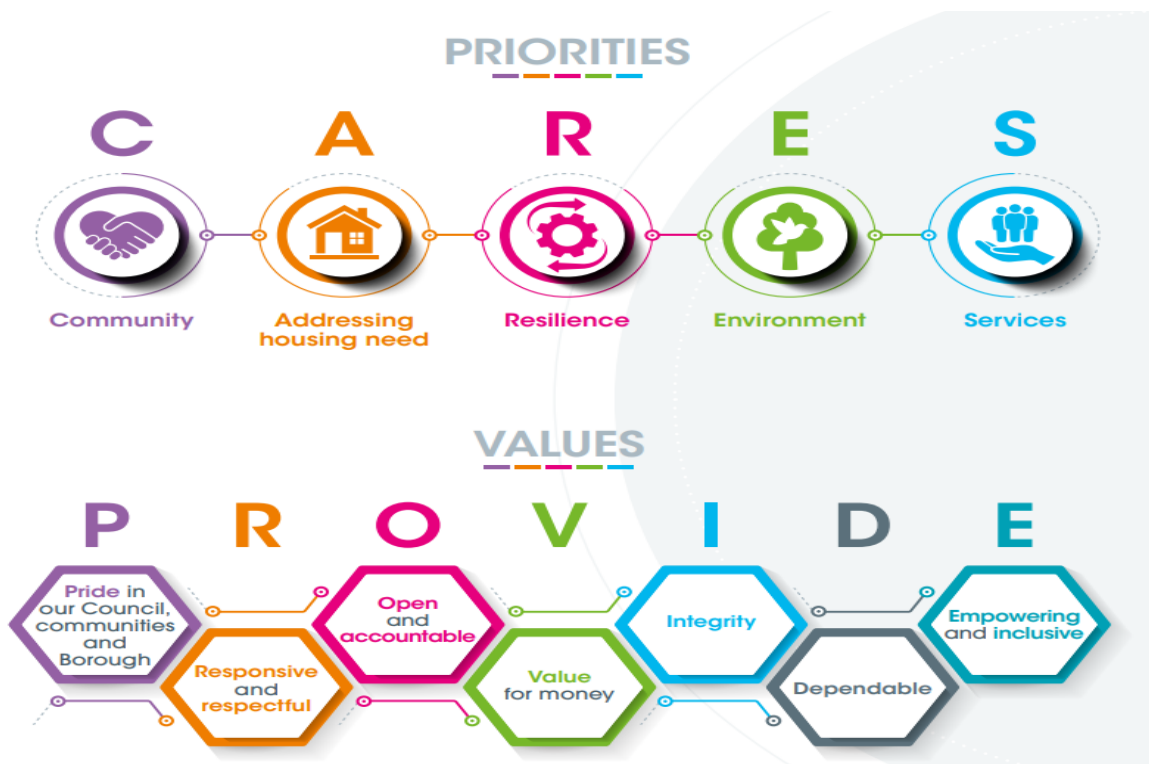 PRIORITIES
C A R E S
Community
Addressing
housing need
Resilience
Environment
Services
VALUES
P R O V I D E
Pride in
our Council,
communities
and
Borough
Responsive
and
respectful
Open
and
accountable
Value
for money
Integrity
Dependable
Empowering
and inclusive